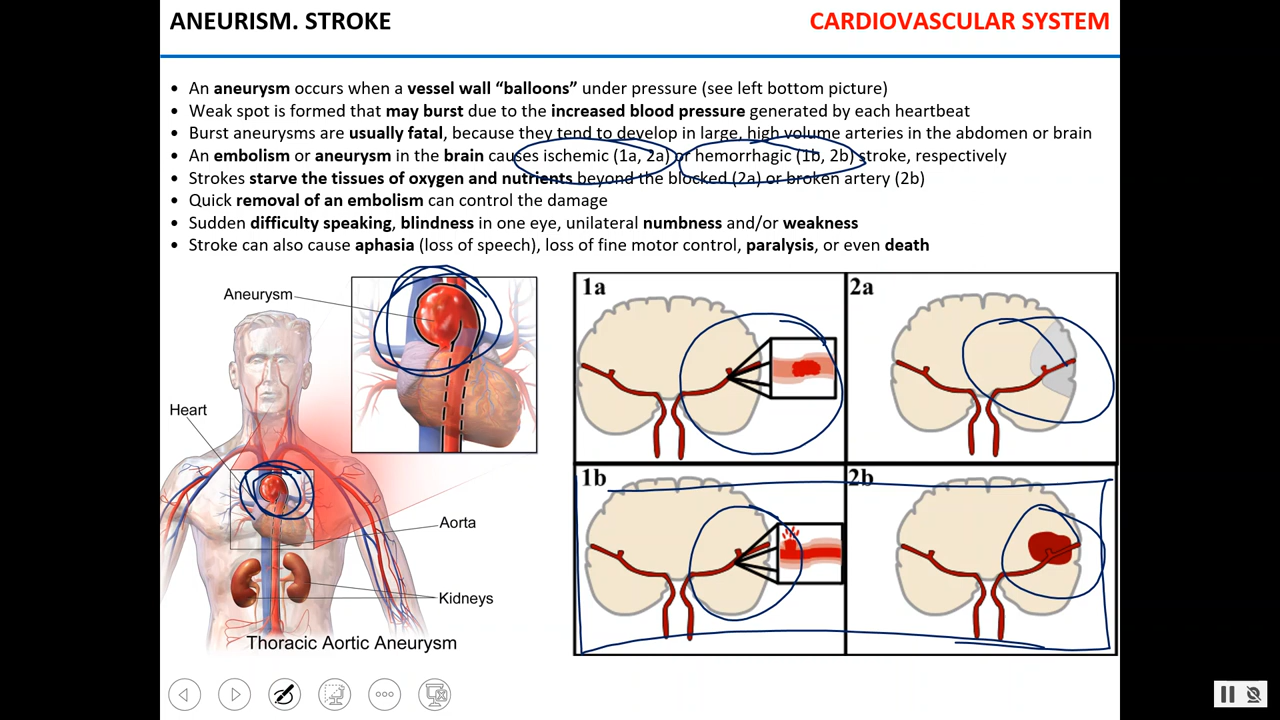 ANEURISM. STROKE
CARDIOVASCULAR SYSTEM
• An aneurysm occurs when a vessel wall “balloons” under pressure (see left bottom picture)
• Weak spot is formed that may burst due to the increased blood pressure generated by each heartbeat
• Burst aneurysms are usually fatal, because they tend to develop in large, high volume arteries in the abdomen or brain
• An embolism or aneurysm in the brain causes ischemic (1a, 2a) or hemorrhagic (1b, 2b) stroke, respectively
• Strokes starve the tissues of oxygen and nutrients beyond the blocked (2a) or broken artery (2b)
• Quick removal of an embolism can control the damage
• Sudden difficulty speaking, blindness in one eye, unilateral numbness and/or weakness
• Stroke can also cause aphasia (loss of speech), loss of fine motor control, paralysis, or even death
Aneurysm
Heart
Aorta
Kidneys
Thoracic Aortic Aneurysm
1a
2a
1b
2b